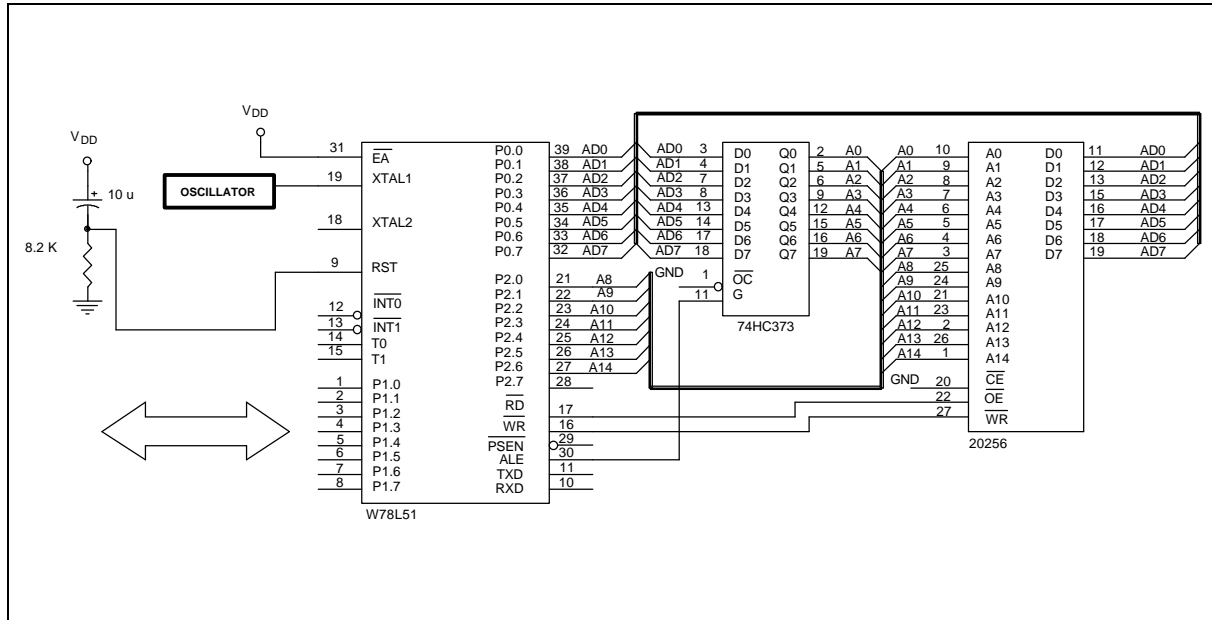 VDD
VDD
10 u
8.2 K
OSCILLATOR
31 EA
19 XTAL1
18 XTAL2
9 RST
12 INT0
13 INT1
14 T0
15 T1
1 P1.0
2 P1.1
3 P1.2
4 P1.3
5 P1.4
6 P1.5
7 P1.6
8 P1.7
P0.0 39 AD0
P0.1 38 AD1
P0.2 37 AD2
P0.3 36 AD3
P0.4 35 AD4
P0.5 34 AD5
P0.6 33 AD6
P0.7 32 AD7
P2.0 21 A8
P2.1 22 A9
P2.2 23 A10
P2.3 24 A11
P2.4 25 A12
P2.5 26 A13
P2.6 27 A14
P2.7 28
RD 17
WR 16
PSEN 29
ALE 30
TXD 11
RXD 10
W78L51
AD0 3 D0 Q0 2 A0
AD1 4 D1 Q1 5 A1
AD2 7 D2 Q2 6 A2
AD3 8 D3 Q3 9 A3
AD4 13 D4 Q4 12 A4
AD5 14 D5 Q5 15 A5
AD6 17 D6 Q6 16 A6
AD7 18 D7 Q7 19 A7
GND 1 OC
11 G
74HC373
A0 10 A0 D0 11 AD0
A1 9 A1 D1 12 AD1
A2 8 A2 D2 13 AD2
A3 7 A3 D3 15 AD3
A4 6 A4 D4 16 AD4
A5 5 A5 D5 17 AD5
A6 4 A6 D6 18 AD6
A7 3 A7 D7 19 AD7
A8 25 A8
A9 24 A9
A10 21 A10
A11 23 A11
A12 2 A12
A13 26 A13
A14 1 A14
GND 20 CE
22 OE
27 WR
20256